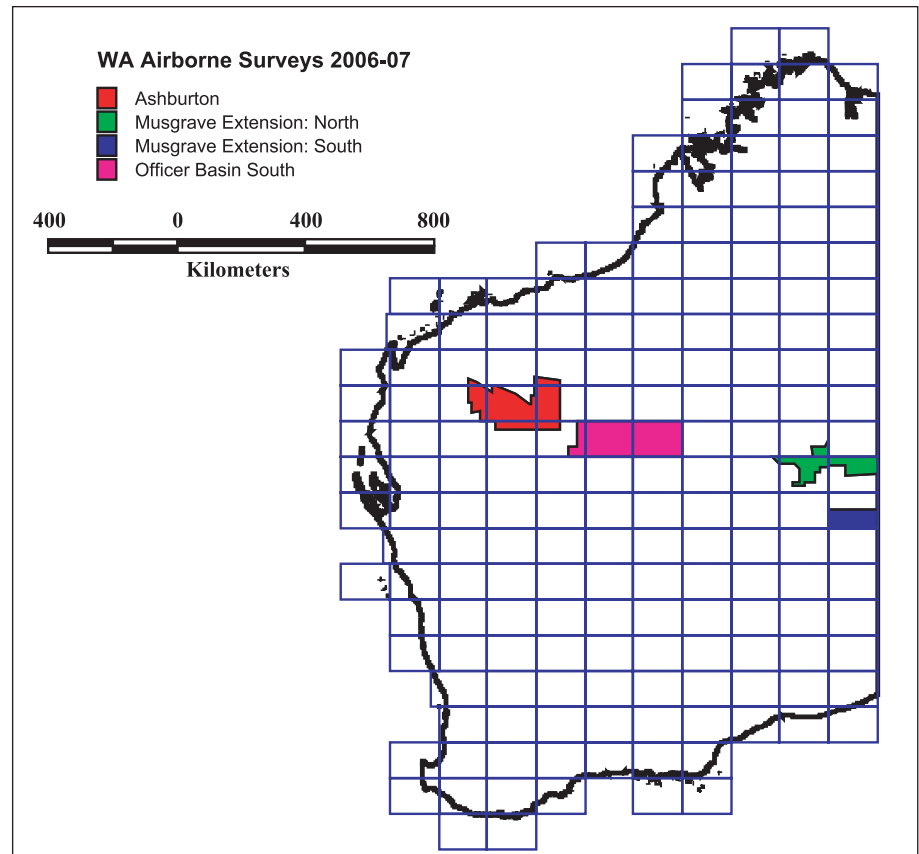 WA Airborne Surveys 2006-07
Ashburton
Musgrave Extension: North
Musgrave Extension: South
Officer Basin South
400 0 400 800
Kilometers